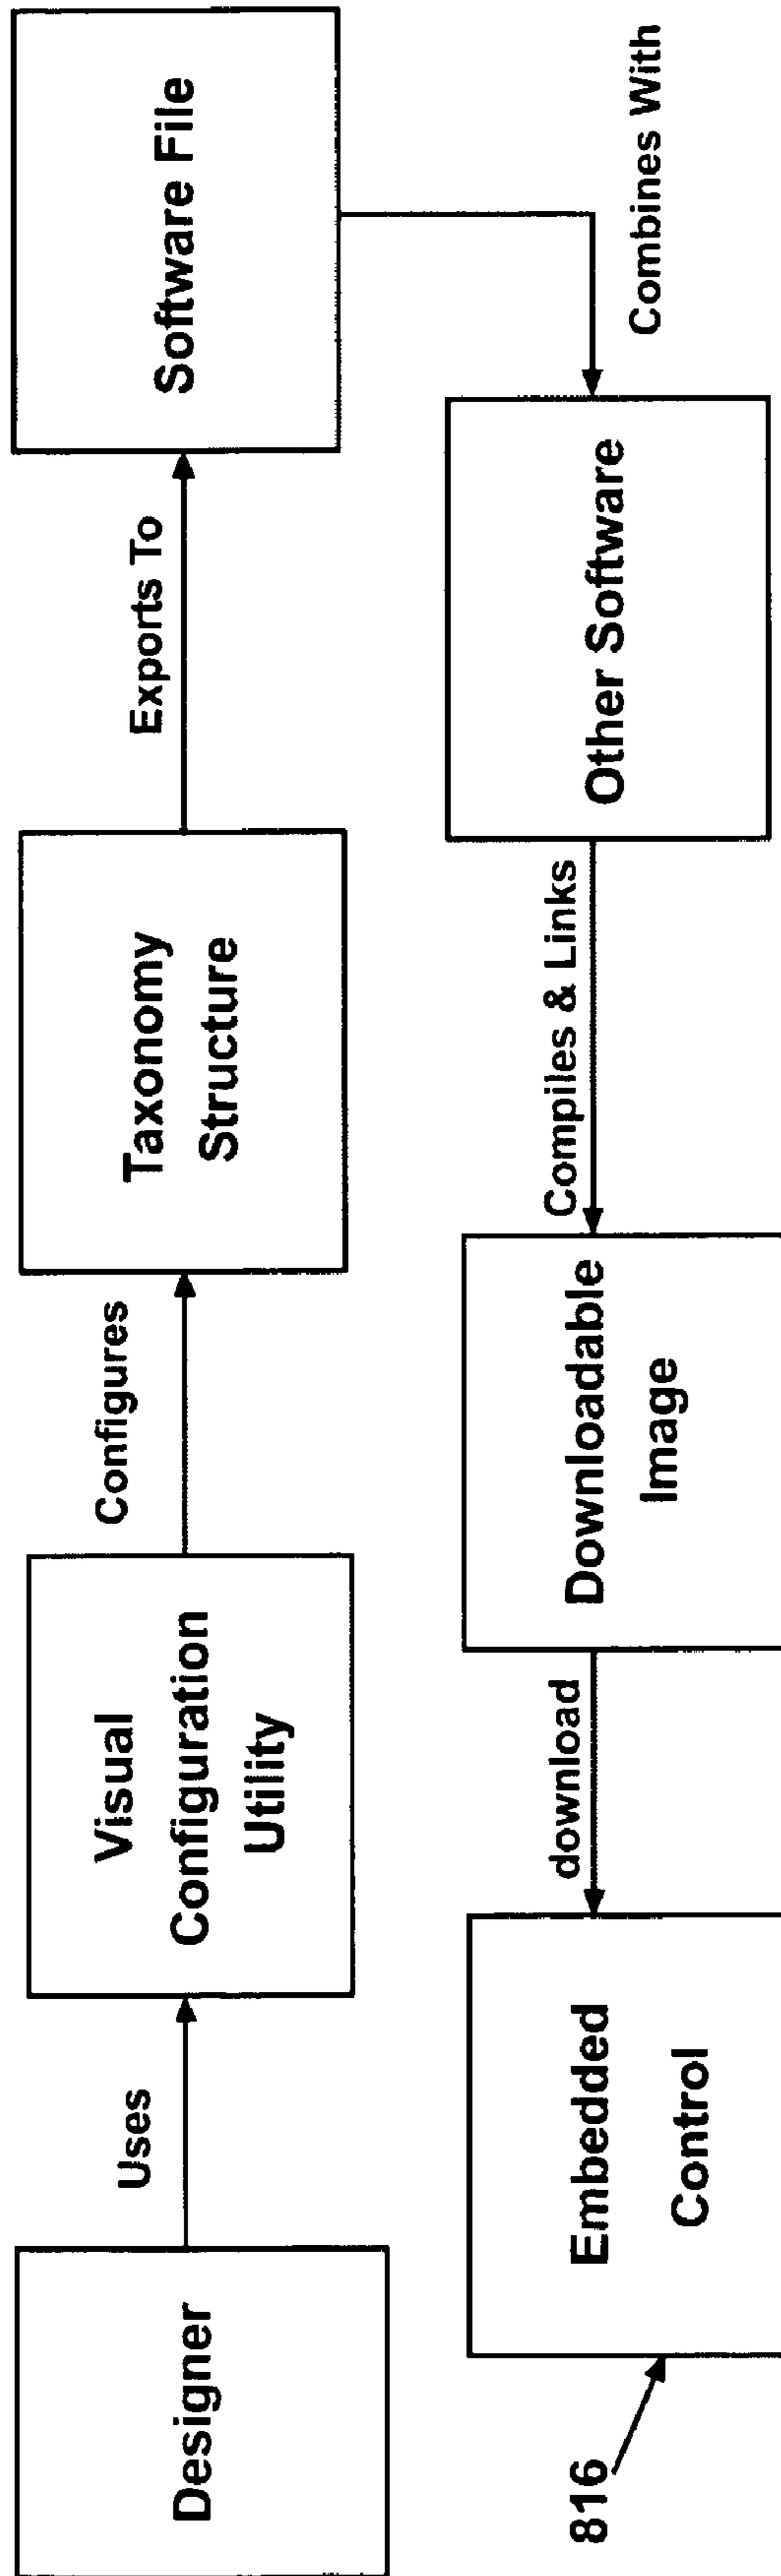 Designer
Uses
Visual
Configuration
Utility
Configures
Taxonomy
Structure
Exports To
Software File
Combines With
Other Software
Compiles & Links
Downloadable
Image
download
Embedded
Control
816